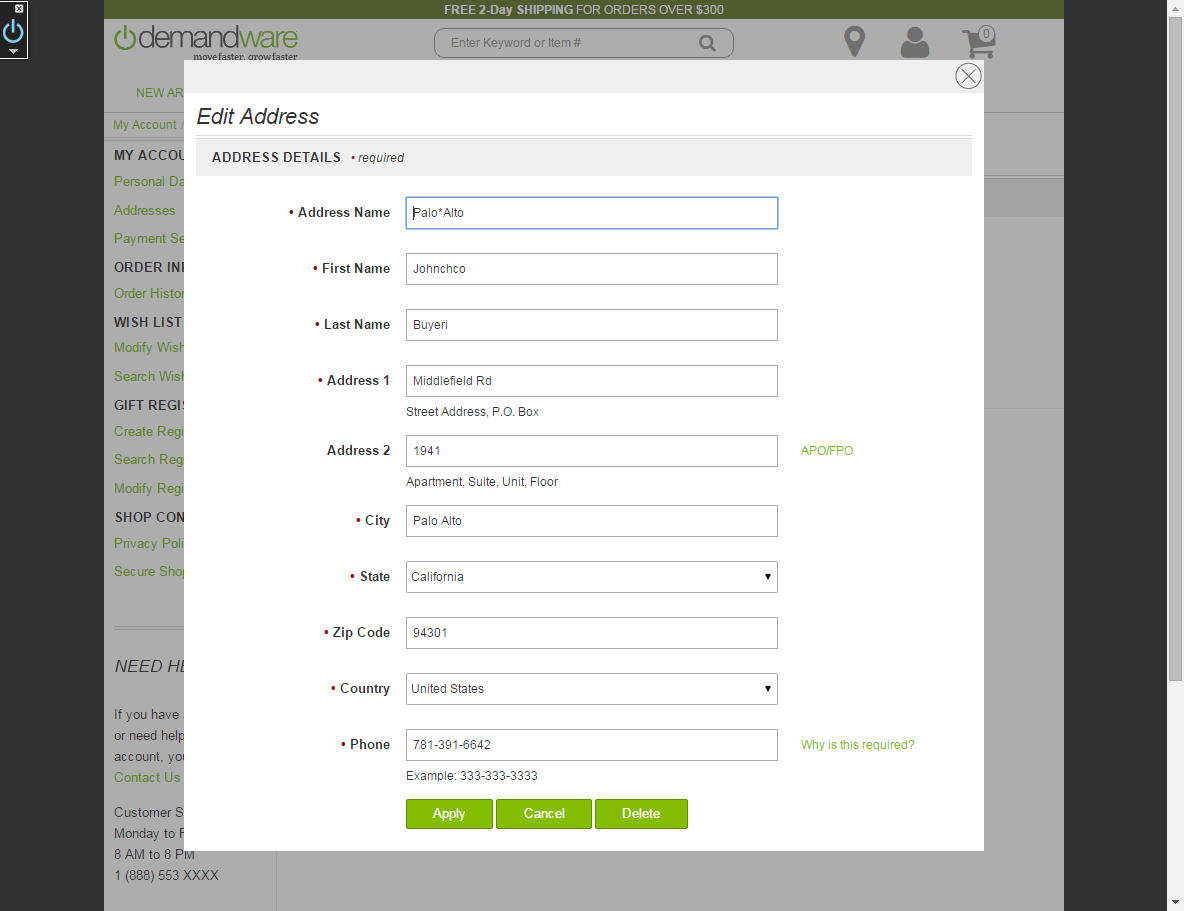 FREE 2-Day SHIPPING FOR ORDERS OVER $300
demandware
move faster, grow faster
Enter Keyword or Item #
0
NEW AR
My Account /
Edit Address
ADDRESS DETAILS • required
MY ACCOU
Personal Da
Addresses
Payment Se
ORDER IN
Order Histor
WISH LIST
Modify Wish
Search Wish
GIFT REGI
Create Regi
Search Reg
Modify Regi
SHOP CON
Privacy Poli
Secure Shop
NEED HE
If you have
or need help
account, you
Contact Us
Customer S
Monday to F
8 AM to 8 PM
1 (888) 553 XXXX
• Address Name Palo*Alto
• First Name Johnchco
• Last Name Buyeri
• Address 1 Middlefield Rd
Street Address, P.O. Box
Address 2 1941 APO/FPO
Apartment, Suite, Unit, Floor
• City Palo Alto
• State California
• Zip Code 94301
• Country United States
• Phone 781-391-6642 Why is this required?
Example: 333-333-3333
Apply Cancel Delete